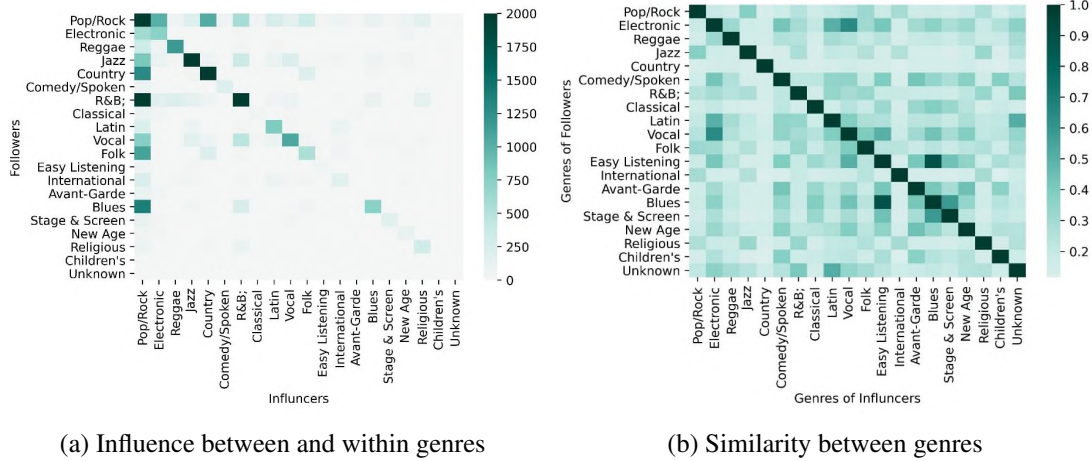 Pop/Rock
Electronic
Reggae
Jazz
Country
Comedy/Spoken
R&B;
Classical
Latin
Vocal
Folk
Easy Listening
International
Avant-Garde
Blues
Stage & Screen
New Age
Religious
Children's
Unknown
Followers
Pop/Rock
Electronic
Reggae
Jazz
Country
Comedy/Spoken
R&B;
Classical
Latin
Vocal
Folk
Easy Listening
International
Avant-Garde
Blues
Stage & Screen
New Age
Religious
Children's
Unknown
Influncers
2000
1750
1500
1250
1000
750
500
250
0
(a) Influence between and within genres
Pop/Rock
Electronic
Reggae
Jazz
Country
Comedy/Spoken
R&B;
Classical
Latin
Vocal
Folk
Easy Listening
International
Avant-Garde
Blues
Stage & Screen
New Age
Religious
Children's
Unknown
Genres of Followers
Pop/Rock
Electronic
Reggae
Jazz
Country
Comedy/Spoken
R&B;
Classical
Latin
Vocal
Folk
Easy Listening
International
Avant-Garde
Blues
Stage & Screen
New Age
Religious
Children's
Unknown
Genres of Influncers
1.0
0.9
0.8
0.7
0.6
0.5
0.4
0.3
0.2
(b) Similarity between genres